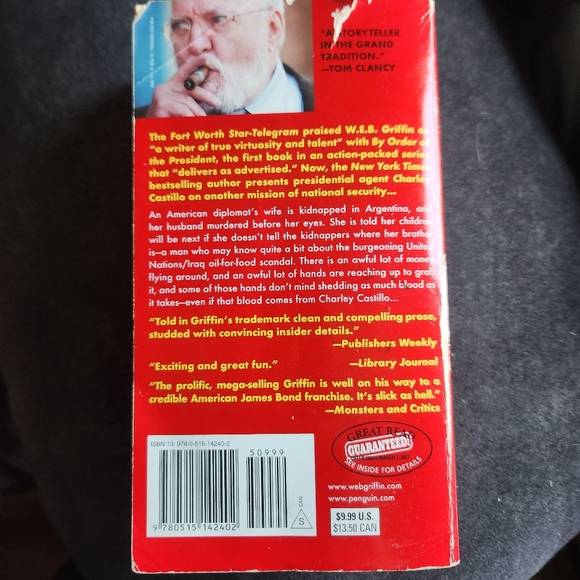 "A STORYTELLER
IN THE GRAND
TRADITION."
—TOM CLANCY
The Fort Worth Star-Telegram praised W.E.B. Griffin as
"a writer of true virtuosity and talent" with By Order of
the President, the first book in an action-packed series
that "delivers as advertised." Now, the New York Times
bestselling author presents presidential agent Charley
Castillo on another mission of national security...
An American diplomat's wife is kidnapped in Argentina, and
her husband murdered before her eyes. She is told her children
will be next if she doesn't tell the kidnappers where her brother
is—a man who may know quite a bit about the burgeoning United
Nations/Iraq oil-for-food scandal. There is an awful lot of money
flying around, and an awful lot of hands are reaching up to grab
it, and some of those hands don't mind shedding as much blood as
it takes—even if that blood comes from Charley Castillo...
"Told in Griffin's trademark clean and compelling prose,
studded with convincing insider details."
—Publishers Weekly
"Exciting and great fun." —Library Journal
"The prolific, mega-selling Griffin is well on his way to a
credible American James Bond franchise. It's slick as hell."
—Monsters and Critics
GREAT READ
GUARANTEED!
SEE INSIDE FOR DETAILS
ISBN 13: 978-0-515-14240-2
50999
9780515142402
S
EAN
www.webgriffin.com
www.penguin.com
$9.99 U.S.
$13.50 CAN